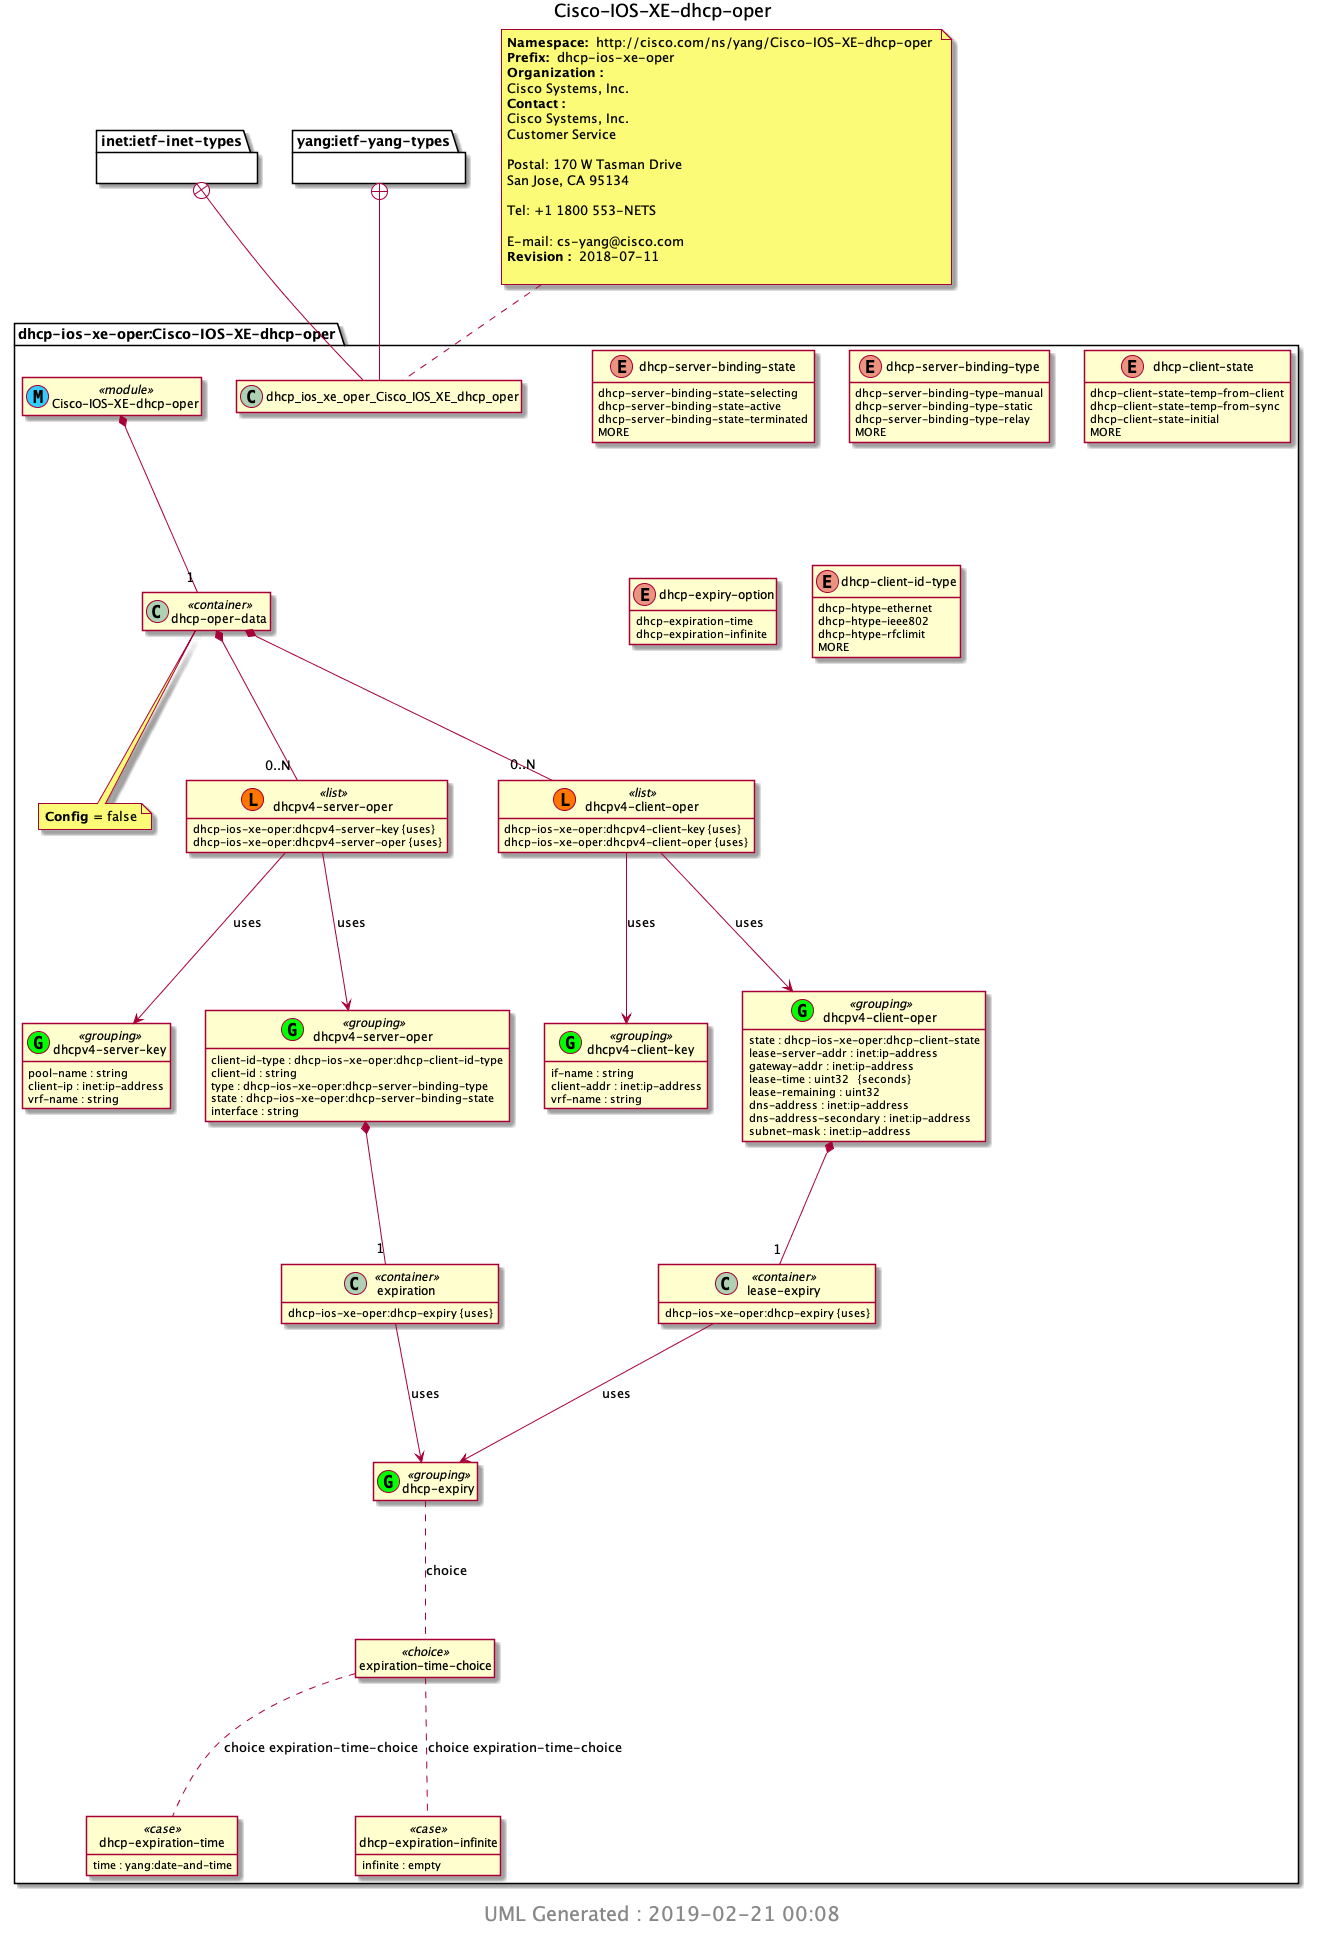 Cisco-IOS-XE-dhcp-oper
Namespace: http://cisco.com/ns/yang/Cisco-IOS-XE-dhcp-oper
Prefix: dhcp-ios-xe-oper
Organization :
Cisco Systems, Inc.
Contact :
Cisco Systems, Inc.
Customer Service
Postal: 170 W Tasman Drive
San Jose, CA 95134
Tel: +1 1800 553-NETS
E-mail: cs-yang@cisco.com
Revision : 2018-07-11
inet:ietf-inet-types
yang:ietf-yang-types
dhcp-ios-xe-oper:Cisco-IOS-XE-dhcp-oper
M
«module»
Cisco-IOS-XE-dhcp-oper
C
dhcp_ios_xe_oper_Cisco_IOS_XE_dhcp_oper
E
dhcp-server-binding-state
dhcp-server-binding-state-selecting
dhcp-server-binding-state-active
dhcp-server-binding-state-terminated
MORE
E
dhcp-server-binding-type
dhcp-server-binding-type-manual
dhcp-server-binding-type-static
dhcp-server-binding-type-relay
MORE
E
dhcp-client-state
dhcp-client-state-temp-from-client
dhcp-client-state-temp-from-sync
dhcp-client-state-initial
MORE
1
C
«container»
dhcp-oper-data
E
dhcp-expiry-option
dhcp-expiration-time
dhcp-expiration-infinite
E
dhcp-client-id-type
dhcp-htype-ethernet
dhcp-htype-ieee802
dhcp-htype-rfclimit
MORE
Config = false
0..N
L
«list»
dhcpv4-server-oper
dhcp-ios-xe-oper:dhcpv4-server-key {uses}
dhcp-ios-xe-oper:dhcpv4-server-oper {uses}
0..N
L
«list»
dhcpv4-client-oper
dhcp-ios-xe-oper:dhcpv4-client-key {uses}
dhcp-ios-xe-oper:dhcpv4-client-oper {uses}
uses
uses
uses
uses
G
«grouping»
dhcpv4-server-key
pool-name : string
client-ip : inet:ip-address
vrf-name : string
G
«grouping»
dhcpv4-server-oper
client-id-type : dhcp-ios-xe-oper:dhcp-client-id-type
client-id : string
type : dhcp-ios-xe-oper:dhcp-server-binding-type
state : dhcp-ios-xe-oper:dhcp-server-binding-state
interface : string
G
«grouping»
dhcpv4-client-key
if-name : string
client-addr : inet:ip-address
vrf-name : string
G
«grouping»
dhcpv4-client-oper
state : dhcp-ios-xe-oper:dhcp-client-state
lease-server-addr : inet:ip-address
gateway-addr : inet:ip-address
lease-time : uint32 {seconds}
lease-remaining : uint32
dns-address : inet:ip-address
dns-address-secondary : inet:ip-address
subnet-mask : inet:ip-address
1
C
«container»
expiration
dhcp-ios-xe-oper:dhcp-expiry {uses}
1
C
«container»
lease-expiry
dhcp-ios-xe-oper:dhcp-expiry {uses}
uses
uses
G
«grouping»
dhcp-expiry
choice
«choice»
expiration-time-choice
choice expiration-time-choice
choice expiration-time-choice
«case»
dhcp-expiration-time
time : yang:date-and-time
«case»
dhcp-expiration-infinite
infinite : empty
UML Generated : 2019-02-21 00:08